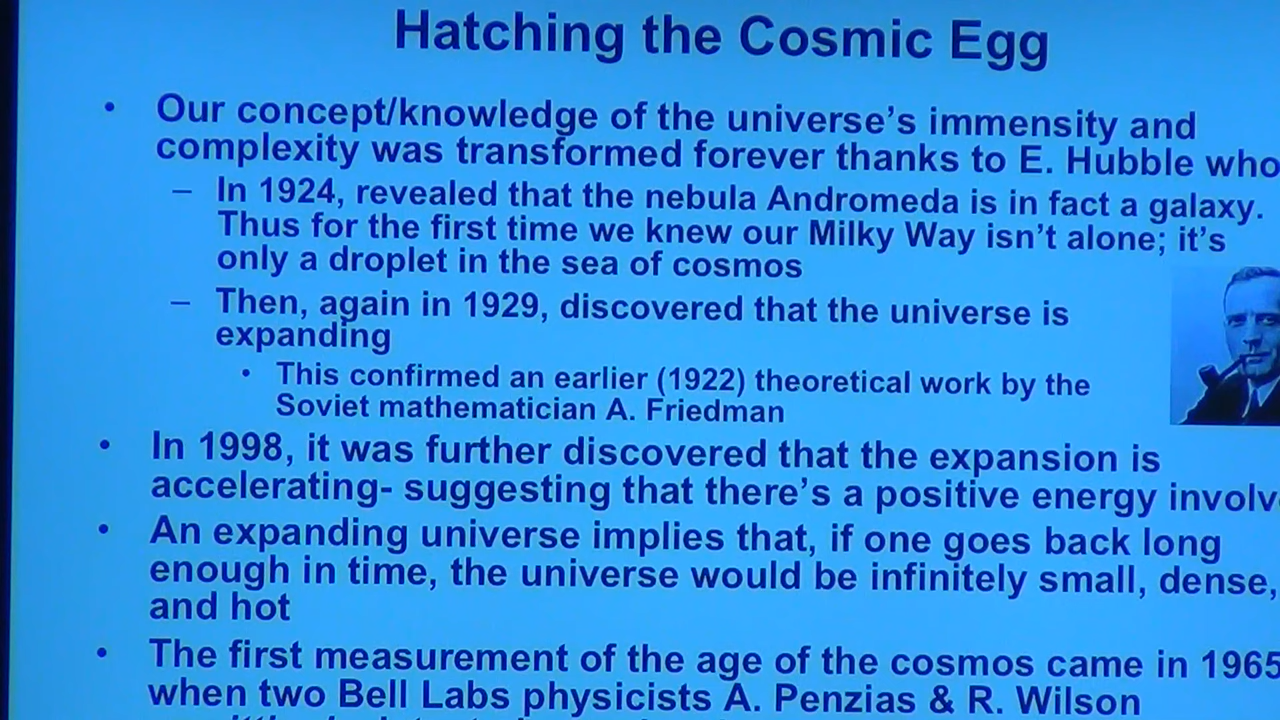 Hatching the Cosmic Egg
• Our concept/knowledge of the universe's immensity and
complexity was transformed forever thanks to E. Hubble who
– In 1924, revealed that the nebula Andromeda is in fact a galaxy.
Thus for the first time we knew our Milky Way isn't alone; it's
only a droplet in the sea of cosmos
– Then, again in 1929, discovered that the universe is
expanding
• This confirmed an earlier (1922) theoretical work by the
Soviet mathematician A. Friedman
• In 1998, it was further discovered that the expansion is
accelerating- suggesting that there's a positive energy
• An expanding universe implies that, if one goes back long
enough in time, the universe would be infinitely small, dense,
and hot
• The first measurement of the age of the cosmos came in 1965
when two Bell Labs physicists A. Penzias & R. Wilson